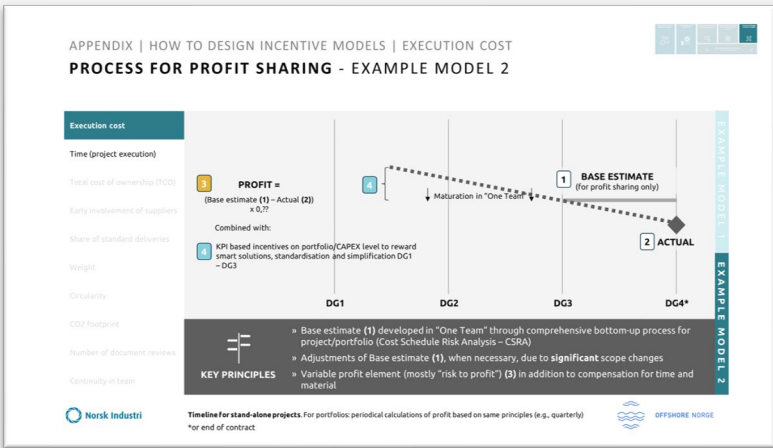 APPENDIX | HOW TO DESIGN INCENTIVE MODELS | EXECUTION COST
PROCESS FOR PROFIT SHARING - EXAMPLE MODEL 2
Execution cost
Time (project execution)
Total cost of ownership (TCO)
Early involvement of suppliers
Share of standard deliveries
Weight
Circularity
CO2 footprint
Number of document reviews
Continuity in team
3
PROFIT =
(Base estimate (1) – Actual (2))
x 0,??
Combined with:
4
KPI based incentives on portfolio/CAPEX level to reward
smart solutions, standardisation and simplification DG1
– DG3
4
Maturation in "One Team"
1
BASE ESTIMATE
(for profit sharing only)
2
ACTUAL
DG1
DG2
DG3
DG4*
EXAMPLE MODEL 1
EXAMPLE MODEL 2
KEY PRINCIPLES
» Base estimate (1) developed in "One Team" through comprehensive bottom-up process for
project/portfolio (Cost Schedule Risk Analysis – CSRA)
» Adjustments of Base estimate (1), when necessary, due to significant scope changes
» Variable profit element (mostly "risk to profit") (3) in addition to compensation for time and
material
Norsk Industri
Timeline for stand-alone projects. For portfolios: periodical calculations of profit based on same principles (e.g., quarterly)
*or end of contract
OFFSHORE NORGE